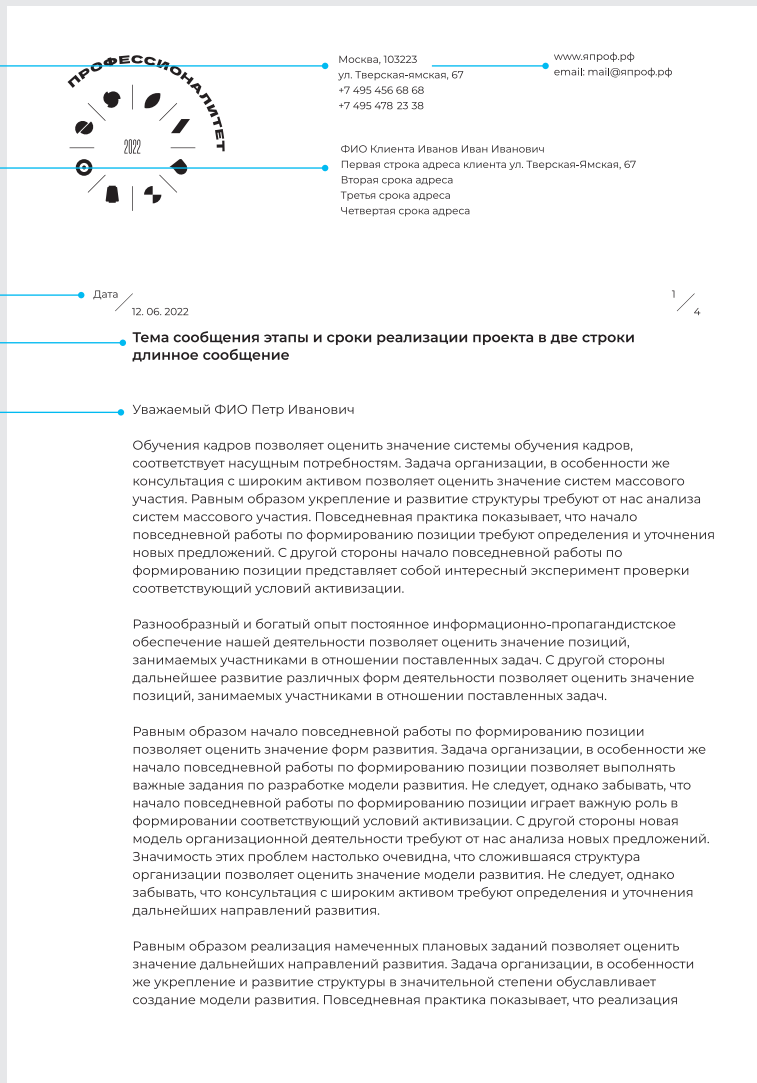 ПРОФЕССИОНАЛИТЕТ
2022
Москва, 103223
ул. Тверская-ямская, 67
+7 495 456 68 68
+7 495 478 23 38
www.япроф.рф
email: mail@япроф.рф
ФИО Клиента Иванов Иван Иванович
Первая строка адреса клиента ул. Тверская-Ямская, 67
Вторая срока адреса
Третья срока адреса
Четвертая срока адреса
Дата
12. 06. 2022
1
4
Тема сообщения этапы и сроки реализации проекта в две строки
длинное сообщение
Уважаемый ФИО Петр Иванович
Обучения кадров позволяет оценить значение системы обучения кадров,
соответствует насущным потребностям. Задача организации, в особенности же
консультация с широким активом позволяет оценить значение систем массового
участия. Равным образом укрепление и развитие структуры требуют от нас анализа
систем массового участия. Повседневная практика показывает, что начало
повседневной работы по формированию позиции требуют определения и уточнения
новых предложений. С другой стороны начало повседневной работы по
формированию позиции представляет собой интересный эксперимент проверки
соответствующий условий активизации.
Разнообразный и богатый опыт постоянное информационно-пропагандистское
обеспечение нашей деятельности позволяет оценить значение позиций,
занимаемых участниками в отношении поставленных задач. С другой стороны
дальнейшее развитие различных форм деятельности позволяет оценить значение
позиций, занимаемых участниками в отношении поставленных задач.
Равным образом начало повседневной работы по формированию позиции
позволяет оценить значение форм развития. Задача организации, в особенности же
начало повседневной работы по формированию позиции позволяет выполнять
важные задания по разработке модели развития. Не следует, однако забывать, что
начало повседневной работы по формированию позиции играет важную роль в
формировании соответствующий условий активизации. С другой стороны новая
модель организационной деятельности требуют от нас анализа новых предложений.
Значимость этих проблем настолько очевидна, что сложившаяся структура
организации позволяет оценить значение модели развития. Не следует, однако
забывать, что консультация с широким активом требуют определения и уточнения
дальнейших направлений развития.
Равным образом реализация намеченных плановых заданий позволяет оценить
значение дальнейших направлений развития. Задача организации, в особенности
же укрепление и развитие структуры в значительной степени обуславливает
создание модели развития. Повседневная практика показывает, что реализация